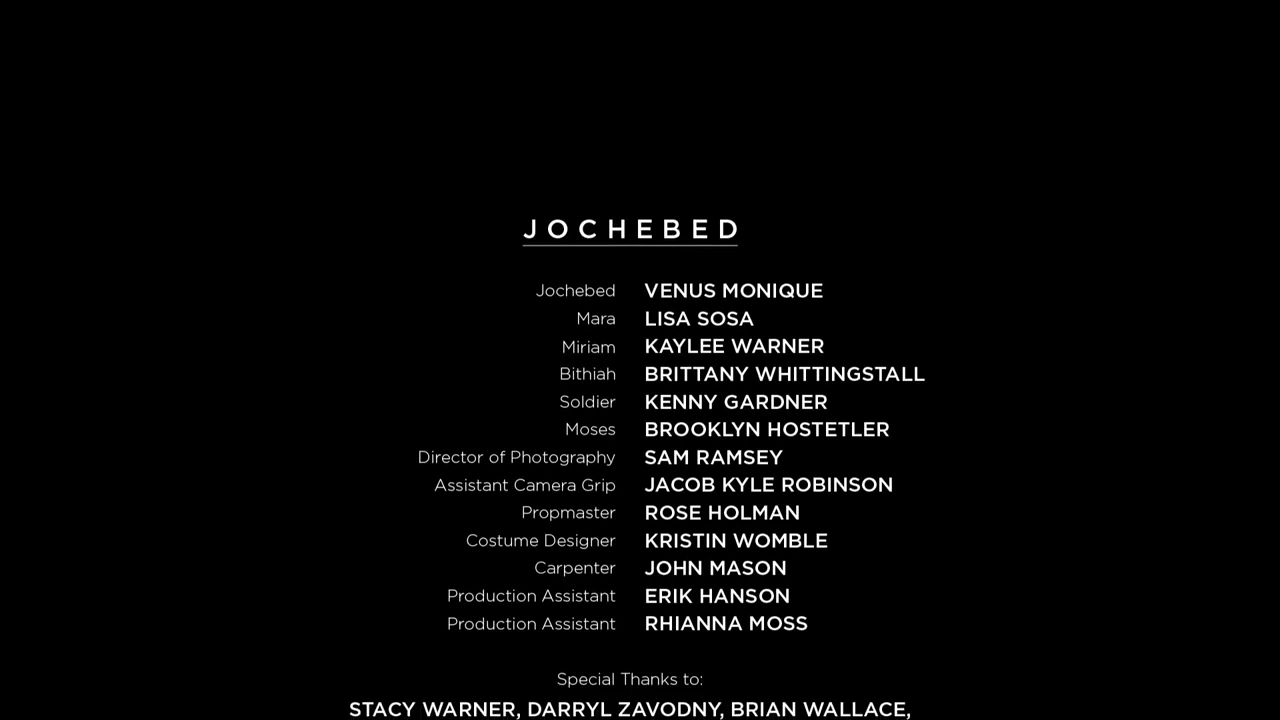 JOCHEBED
Jochebed VENUS MONIQUE
Mara LISA SOSA
Miriam KAYLEE WARNER
Bithiah BRITTANY WHITTINGSTALL
Soldier KENNY GARDNER
Moses BROOKLYN HOSTETLER
Director of Photography SAM RAMSEY
Assistant Camera Grip JACOB KYLE ROBINSON
Propmaster ROSE HOLMAN
Costume Designer KRISTIN WOMBLE
Carpenter JOHN MASON
Production Assistant ERIK HANSON
Production Assistant RHIANNA MOSS
Special Thanks to:
STACY WARNER, DARRYL ZAVODNY, BRIAN WALLACE,